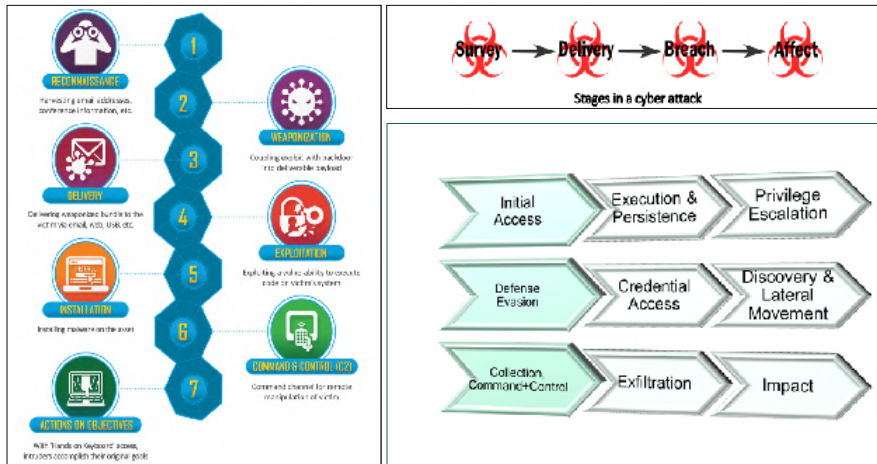 1
RECONNAISSANCE
Harvesting email addresses,
conference information, etc.
2
WEAPONIZATION
Coupling exploit with backdoor
into deliverable payload
3
DELIVERY
Delivering weaponized bundle to the
victim via email, web, USB, etc.
4
EXPLOITATION
Exploiting a vulnerability to execute
code on victim's system
5
INSTALLATION
Installing malware on the asset
6
COMMAND & CONTROL (C2)
Command channel for remote
manipulation of victim
7
ACTIONS ON OBJECTIVES
With 'Hands on Keyboard' access,
intruders accomplish their original goals
Survey
Delivery
Breach
Affect
Stages in a cyber attack
Initial
Access
Execution &
Persistence
Privilege
Escalation
Defense
Evasion
Credential
Access
Discovery &
Lateral
Movement
Collection,
Command+Control
Exfiltration
Impact